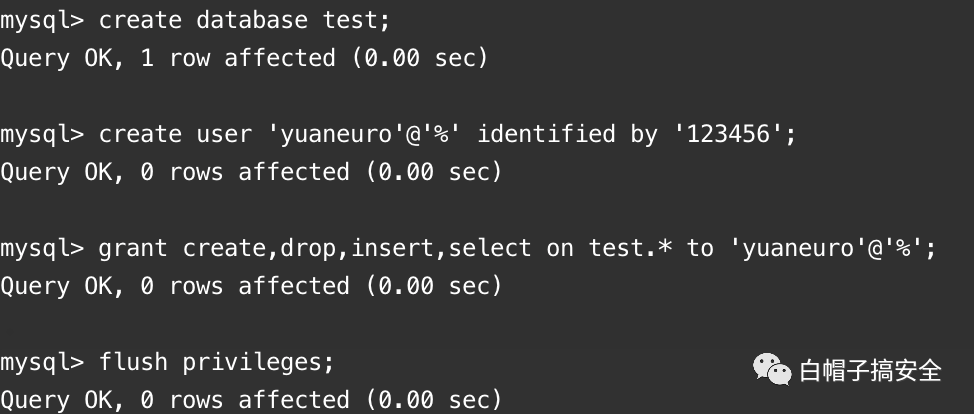 mysql> create database test;
Query OK, 1 row affected (0.00 sec)
mysql> create user 'yuaneuro'@'%' identified by '123456';
Query OK, 0 rows affected (0.00 sec)
mysql> grant create,drop,insert,select on test.* to 'yuaneuro'@'%';
Query OK, 0 rows affected (0.00 sec)
mysql> flush privileges;
白帽子搞安全
Query OK, 0 rows affected (0.00 sec)